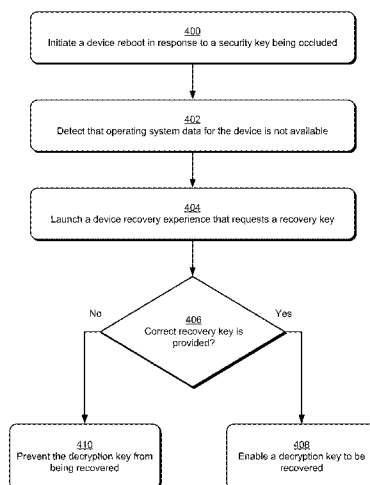 400
Initiate a device reboot in response to a security key being occluded
402
Detect that operating system data for the device is not available
404
Launch a device recovery experience that requests a recovery key
No
Yes
406
Correct recovery key is
provided?
410
Prevent the decryption key from
being recovered
408
Enable a decryption key to be
recovered